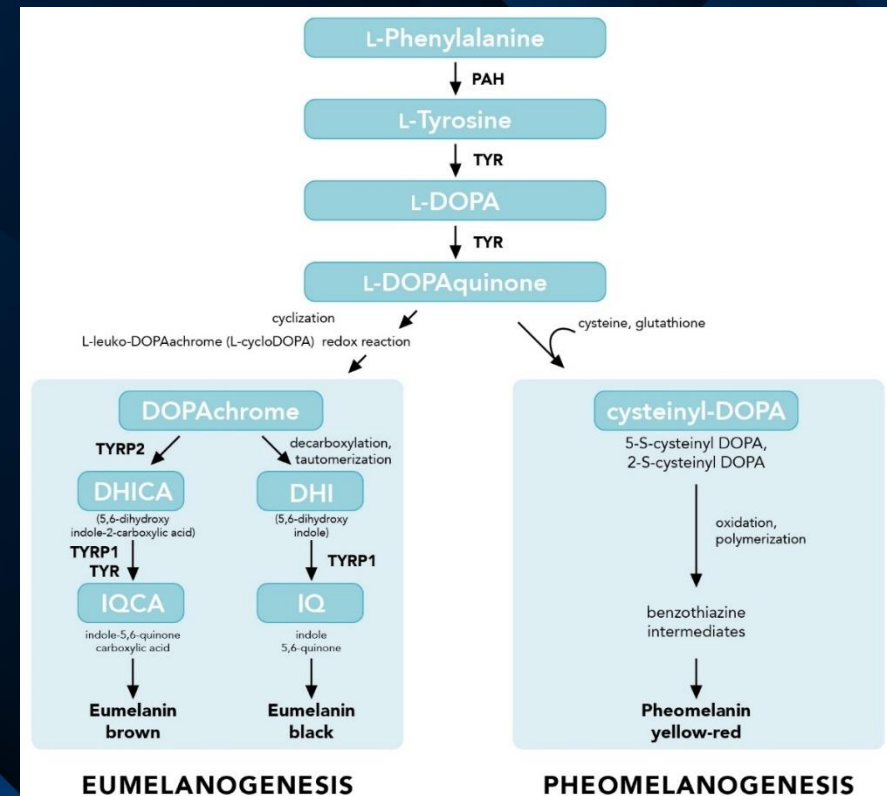 L-Phenylalanine
PAH
L-Tyrosine
TYR
L-DOPA
TYR
L-DOPAquinone
cyclization
L-leuko-DOPAachrome (L-cycloDOPA) redox reaction
cysteine, glutathione
DOPAchrome
TYRP2
decarboxylation,
tautomerization
DHICA
(5,6-dihydroxy
indole-2-carboxylic acid)
DHI
(5,6-dihydroxy
indole)
TYRP1
TYR
TYRP1
IQCA
indole-5,6-quinone
carboxylic acid
IQ
indole
5,6-quinone
Eumelanin
brown
Eumelanin
black
EUMELANOGENESIS
cysteinyl-DOPA
5-S-cysteinyl DOPA,
2-S-cysteinyl DOPA
oxidation,
polymerization
benzothiazine
intermediates
Pheomelanin
yellow-red
PHEOMELANOGENESIS